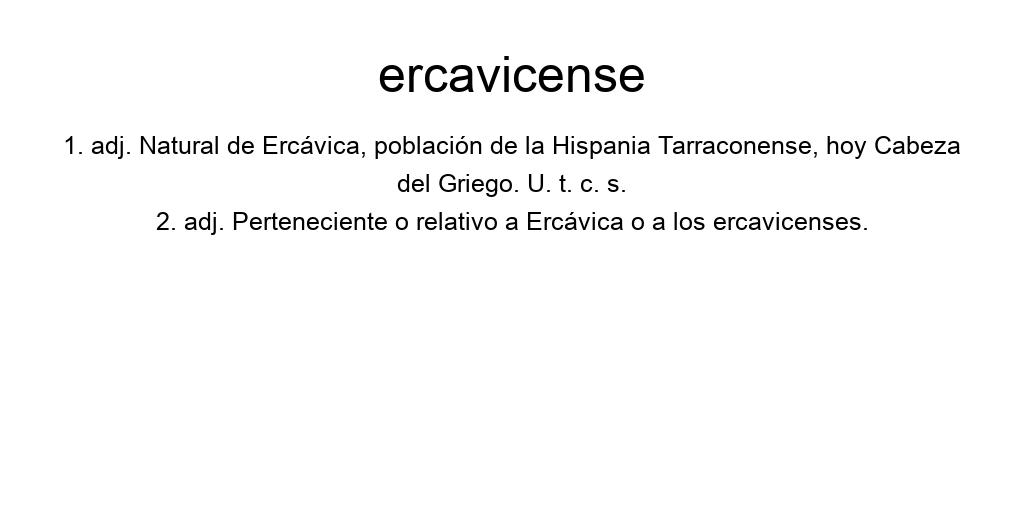 ercavicense
1. adj. Natural de Ercávica, población de la Hispania Tarraconense, hoy Cabeza
del Griego. U. t. c. s.
2. adj. Perteneciente o relativo a Ercávica o a los ercavicenses.